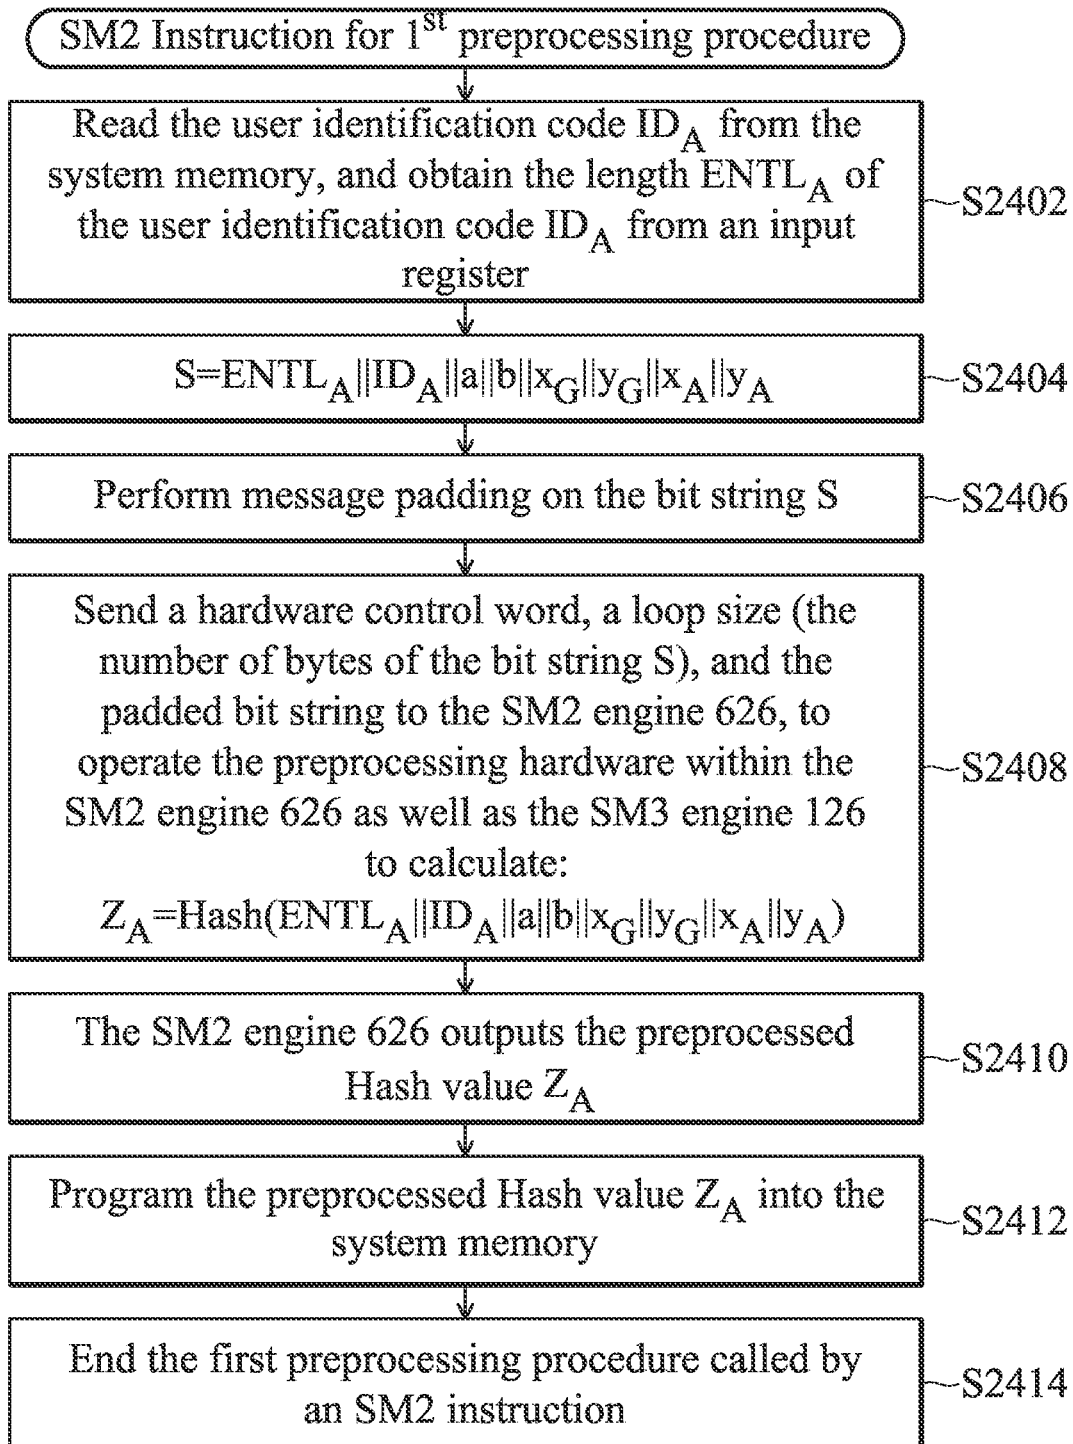 SM2 Instruction for 1st preprocessing procedure
Read the user identification code IDA from the
system memory, and obtain the length ENTLA of
the user identification code IDA from an input
register
S2402
S=ENTLA||IDA||a||b||xG||yG||xA||yA
S2404
Perform message padding on the bit string S
S2406
Send a hardware control word, a loop size (the
number of bytes of the bit string S), and the
padded bit string to the SM2 engine 626, to
operate the preprocessing hardware within the
SM2 engine 626 as well as the SM3 engine 126
to calculate:
ZA=Hash(ENTLA||IDA||a||b||xG||yG||xA||yA)
S2408
The SM2 engine 626 outputs the preprocessed
Hash value ZA
S2410
Program the preprocessed Hash value ZA into the
system memory
S2412
End the first preprocessing procedure called by
an SM2 instruction
S2414